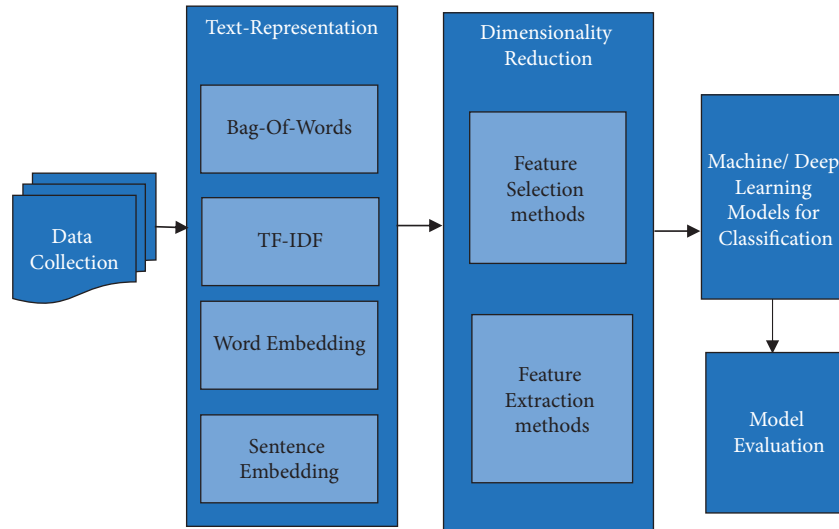 Data
Collection
Text-Representation
Bag-Of-Words
TF-IDF
Word Embedding
Sentence
Embedding
Dimensionality
Reduction
Feature
Selection
methods
Feature
Extraction
methods
Machine/ Deep
Learning
Models for
Classification
Model
Evaluation